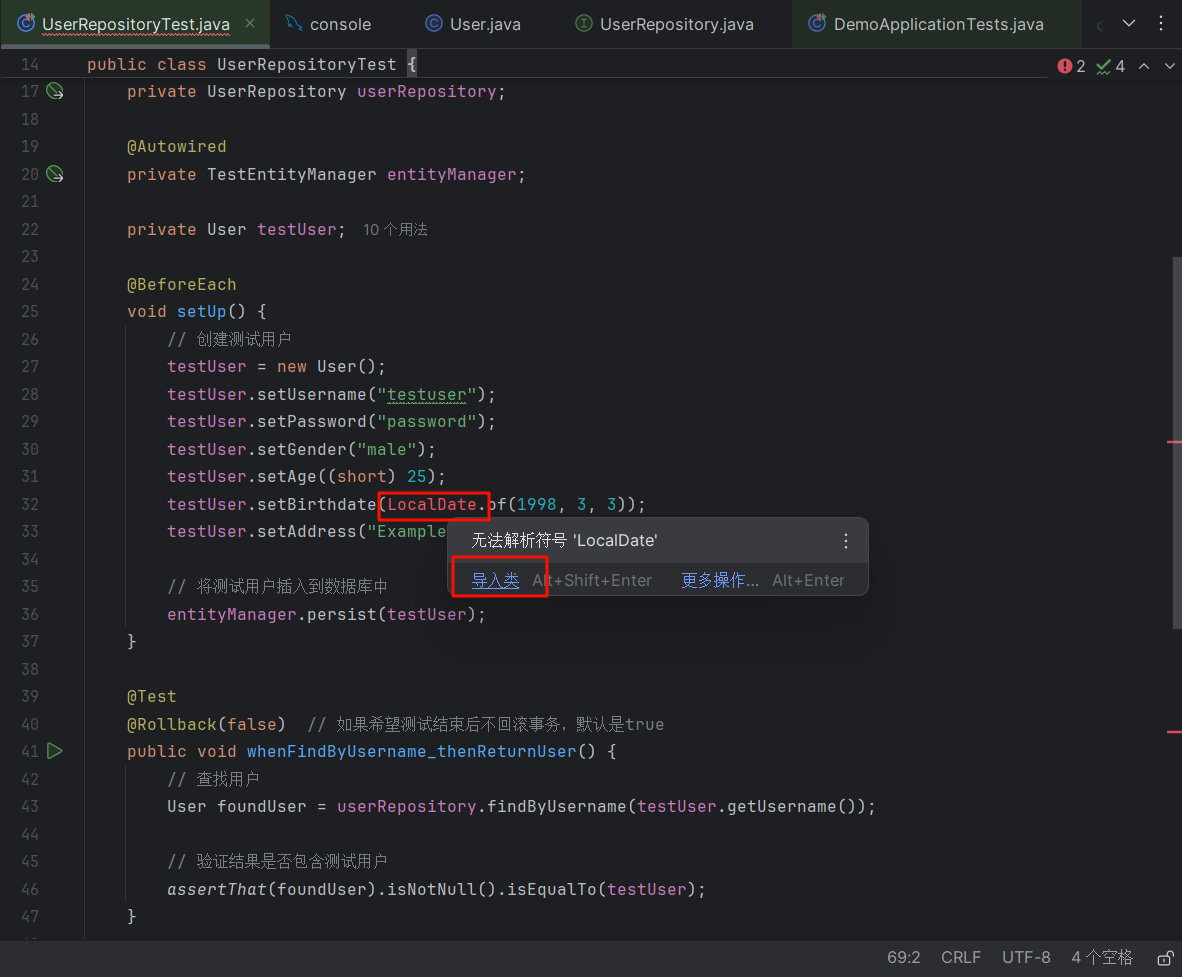 UserRepositoryTest.java console User.java UserRepository.java DemoApplicationTests.java
14 public class UserRepositoryTest { 2 4
17 private UserRepository userRepository;
18
19 @Autowired
20 private TestEntityManager entityManager;
21
22 private User testUser; 10 个用法
23
24 @BeforeEach
25 void setUp() {
26 // 创建测试用户
27 testUser = new User();
28 testUser.setUsername("testuser");
29 testUser.setPassword("password");
30 testUser.setGender("male");
31 testUser.setAge((short) 25);
32 testUser.setBirthdate(LocalDate.of(1998, 3, 3));
33 testUser.setAddress("Example
无法解析符号 'LocalDate'
导入类 Alt+Shift+Enter 更多操作... Alt+Enter
34
35 // 将测试用户插入到数据库中
36 entityManager.persist(testUser);
37 }
38
39 @Test
40 @Rollback(false) // 如果希望测试结束后不回滚事务，默认是true
41 public void whenFindByUsername_thenReturnUser() {
42 // 查找用户
43 User foundUser = userRepository.findByUsername(testUser.getUsername());
44
45 // 验证结果是否包含测试用户
46 assertThat(foundUser).isNotNull().isEqualTo(testUser);
47 }
69:2 CRLF UTF-8 4 个空格